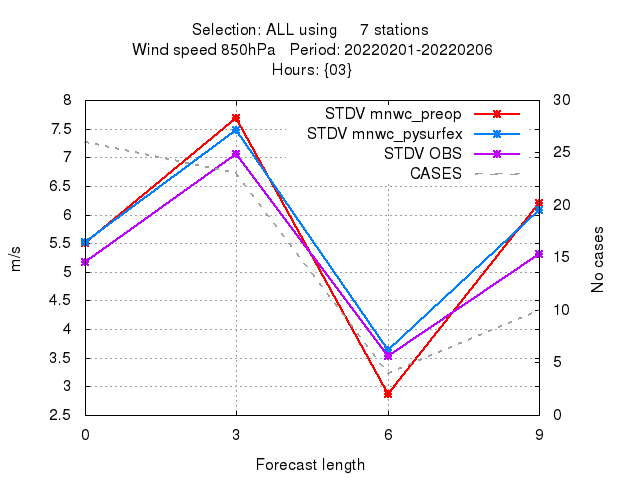 Selection: ALL using     7 stations
Wind speed 850hPa   Period: 20220201-20220206
Hours: {03}
STDV mnwc_preop
STDV mnwc_pysurfex
STDV OBS
CASES
m/s
8
7.5
7
6.5
6
5.5
5
4.5
4
3.5
3
2.5
30
25
20
15
10
5
0
No cases
0 3 6 9
Forecast length